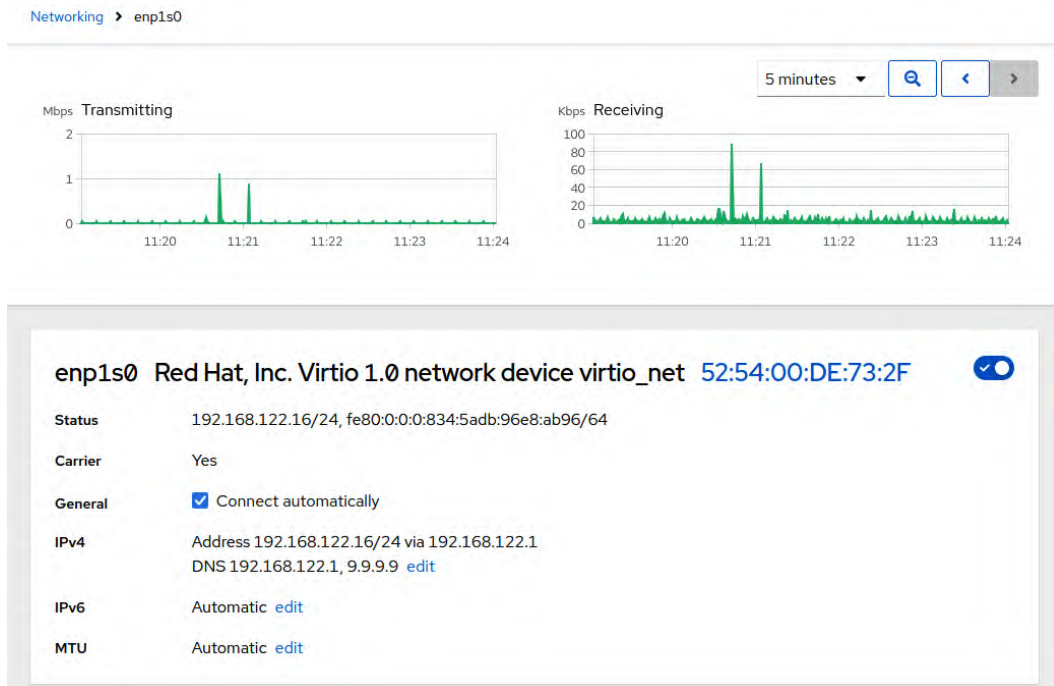 Networking > enp1s0
5 minutes
Mbps Transmitting
2
1
0
11:20 11:21 11:22 11:23 11:24
Kbps Receiving
100
80
60
40
20
0
11:20 11:21 11:22 11:23 11:24
enp1s0 Red Hat, Inc. Virtio 1.0 network device virtio_net 52:54:00:DE:73:2F
Status 192.168.122.16/24, fe80:0:0:0:834:5adb:96e8:ab96/64
Carrier Yes
General Connect automatically
IPv4 Address 192.168.122.16/24 via 192.168.122.1
DNS 192.168.122.1, 9.9.9.9 edit
IPv6 Automatic edit
MTU Automatic edit